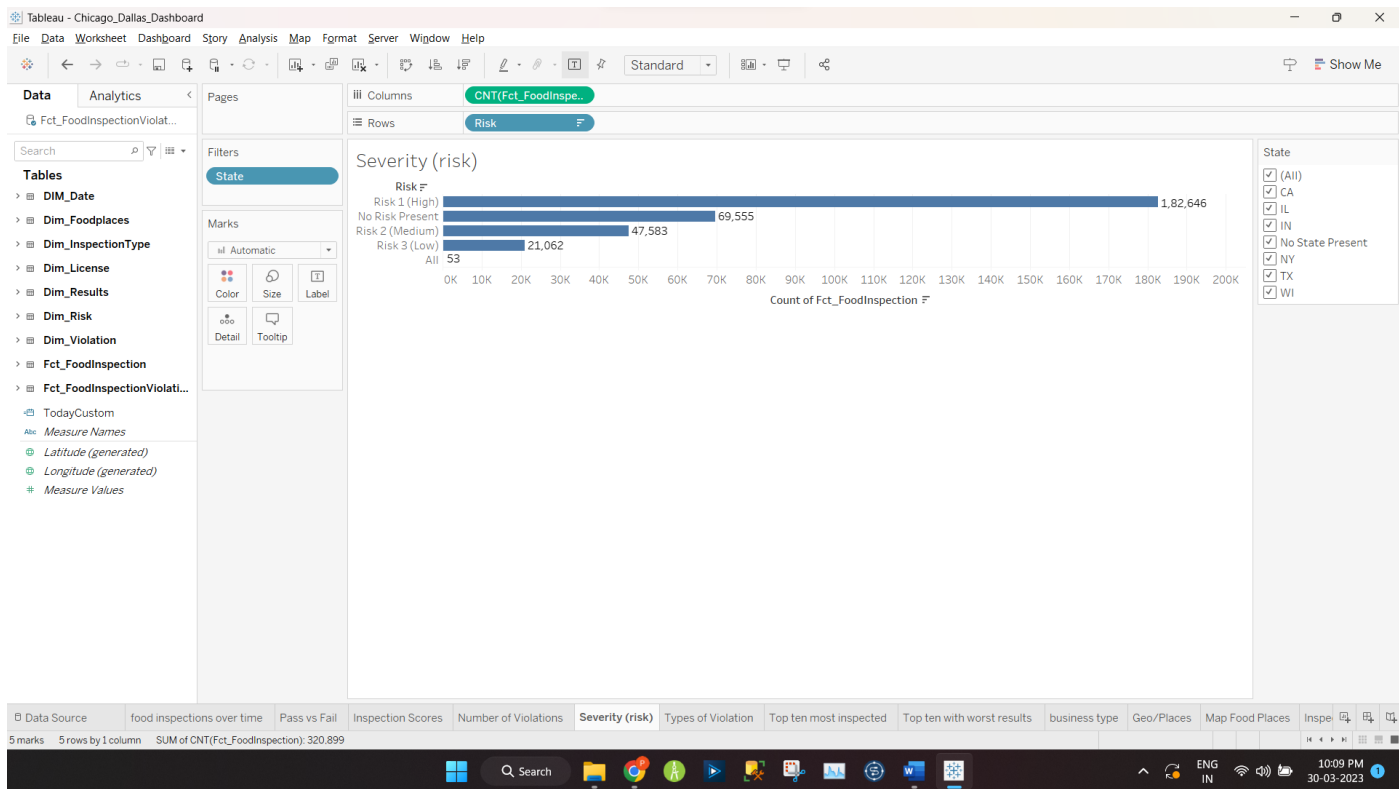 Tableau - Chicago_Dallas_Dashboard
File Data Worksheet Dashboard Story Analysis Map Format Server Window Help
Standard
Show Me
Data Analytics
Fct_FoodInspectionViolat...
Search
Tables
DIM_Date
Dim_Foodplaces
Dim_InspectionType
Dim_License
Dim_Results
Dim_Risk
Dim_Violation
Fct_FoodInspection
Fct_FoodInspectionViolati...
TodayCustom
Abc Measure Names
Latitude (generated)
Longitude (generated)
# Measure Values
Pages
Filters
State
Marks
Automatic
Color Size Label
Detail Tooltip
iii Columns CNT(Fct_FoodInspe..
Rows Risk
Severity (risk)
Risk
Risk 1 (High) 1,82,646
No Risk Present 69,555
Risk 2 (Medium) 47,583
Risk 3 (Low) 21,062
All 53
0K 10K 20K 30K 40K 50K 60K 70K 80K 90K 100K 110K 120K 130K 140K 150K 160K 170K 180K 190K 200K
Count of Fct_FoodInspection
State
(All)
CA
IL
IN
No State Present
NY
TX
WI
Data Source food inspections over time Pass vs Fail Inspection Scores Number of Violations Severity (risk) Types of Violation Top ten most inspected Top ten with worst results business type Geo/Places Map Food Places Inspe
5 marks 5 rows by 1 column SUM of CNT(Fct_FoodInspection): 320.899
Search
ENG
IN
10:09 PM
30-03-2023
1